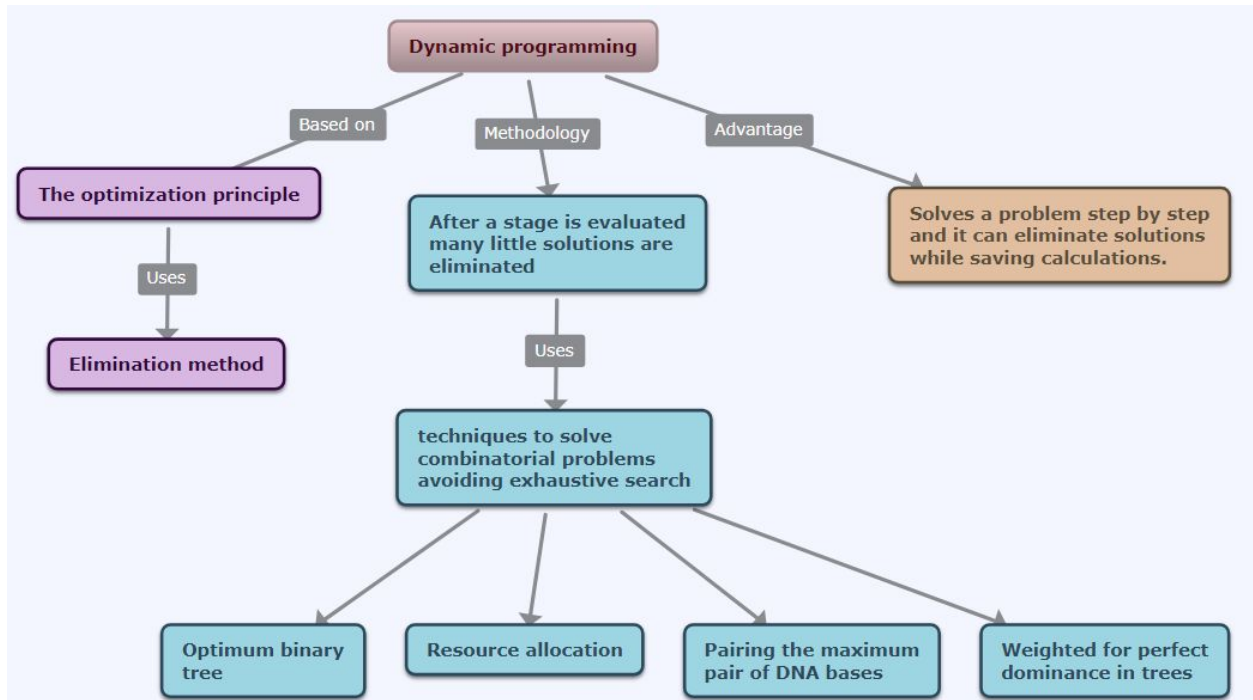 Dynamic programming
Based on
Methodology
Advantage
The optimization principle
After a stage is evaluated
many little solutions are
eliminated
Solves a problem step by step
and it can eliminate solutions
while saving calculations.
Uses
Elimination method
Uses
techniques to solve
combinatorial problems
avoiding exhaustive search
Optimum binary
tree
Resource allocation
Pairing the maximum
pair of DNA bases
Weighted for perfect
dominance in trees